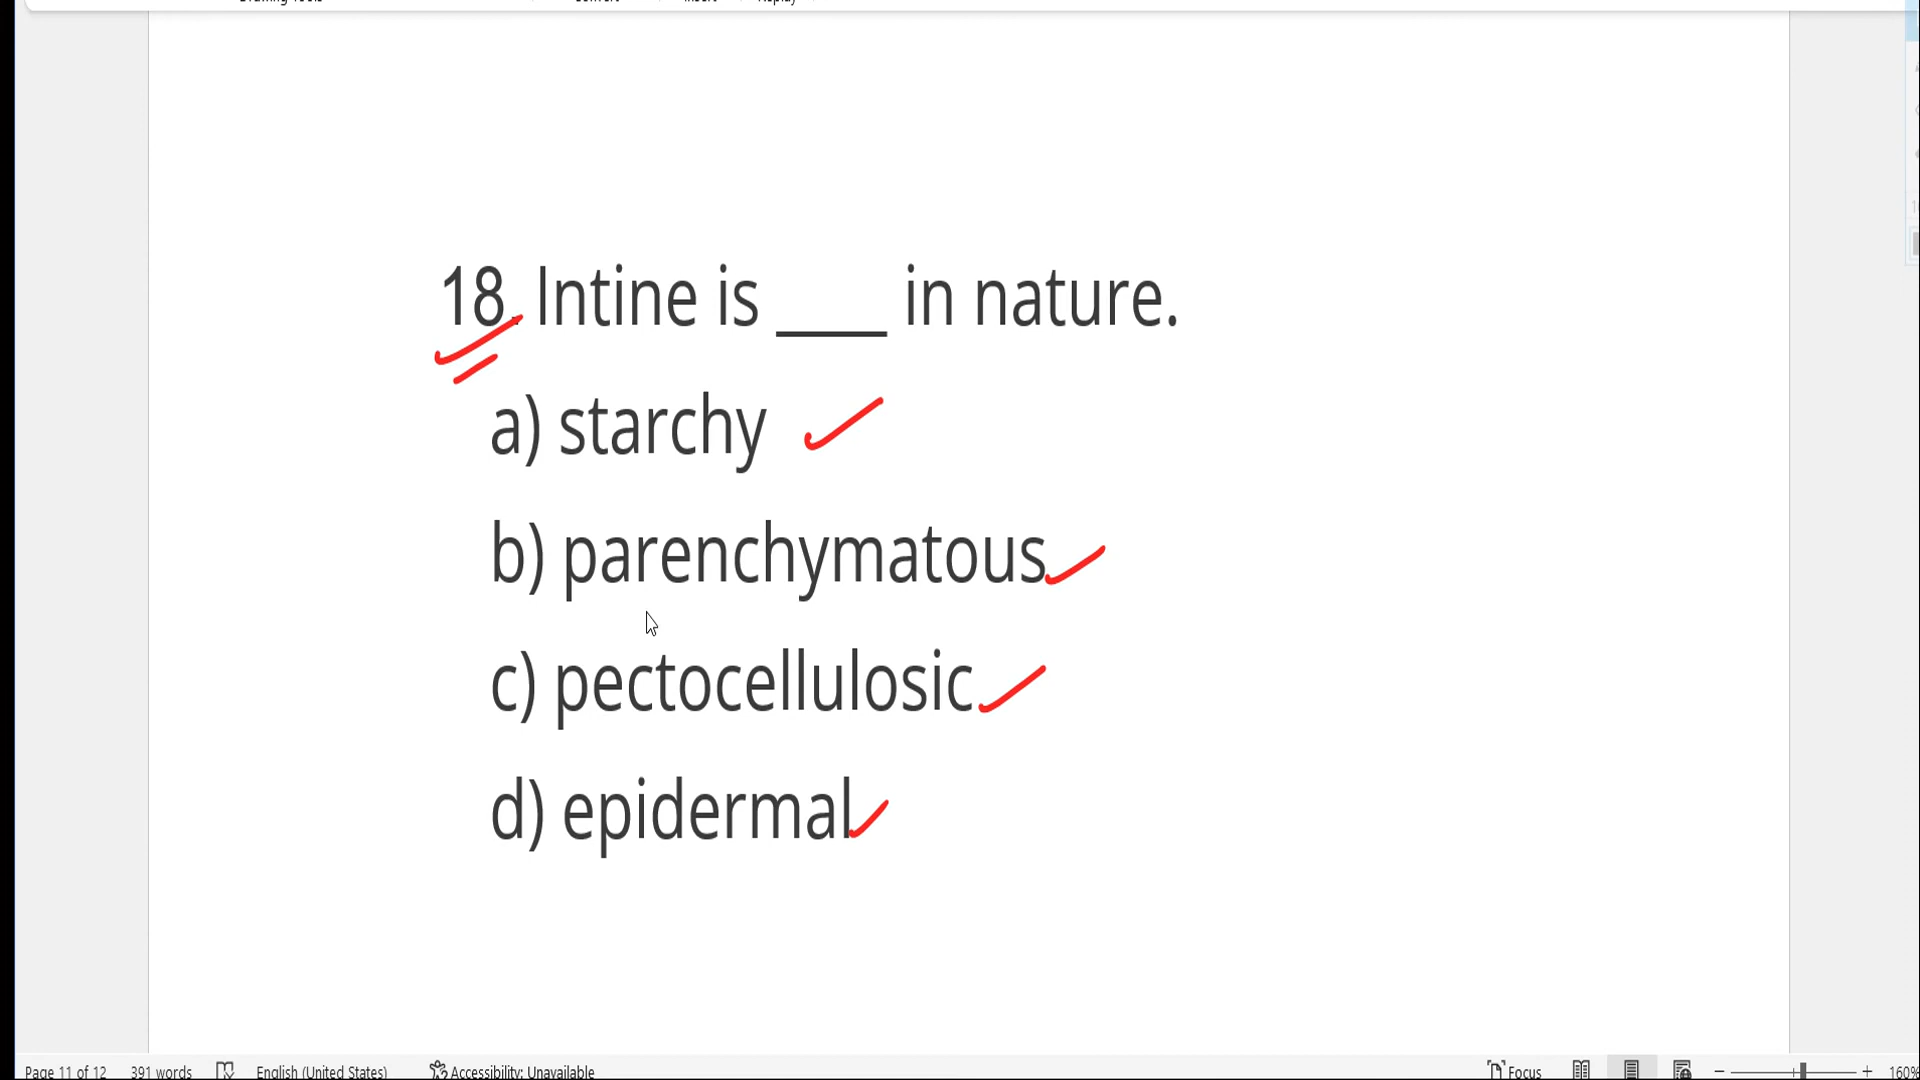 18. Intine is ____ in nature.
a) starchy
b) parenchymatous
c) pectocellulosic
d) epidermal
Page 11 of 12 391 words English (United States) Accessibility: Unavailable Focus 160%